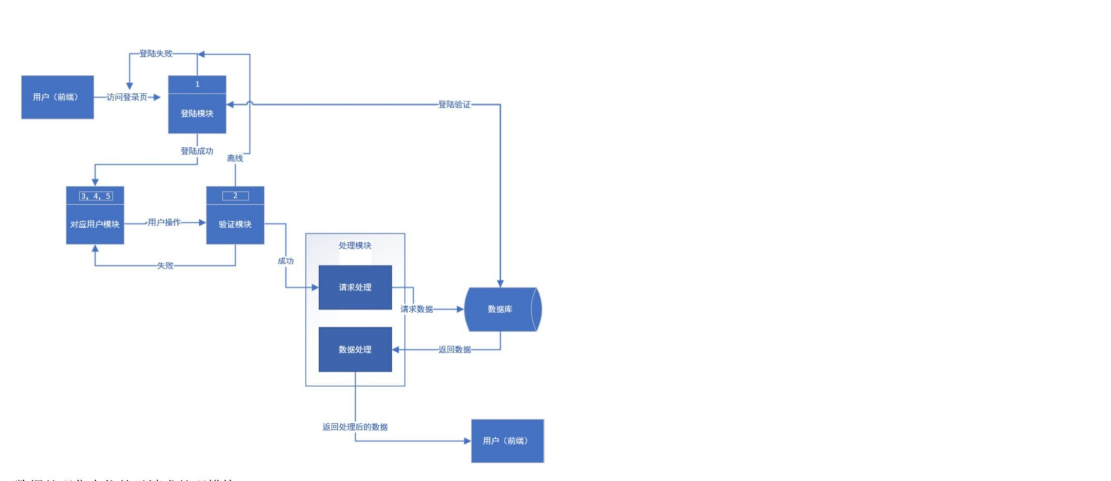 登陆失败
用户（前端）
访问登录页
1
登陆模块
登陆验证
登陆成功
离线
3, 4, 5
对应用户模块
用户操作
2
验证模块
失败
成功
处理模块
请求处理
请求数据
数据库
数据处理
返回数据
返回处理后的数据
用户（前端）